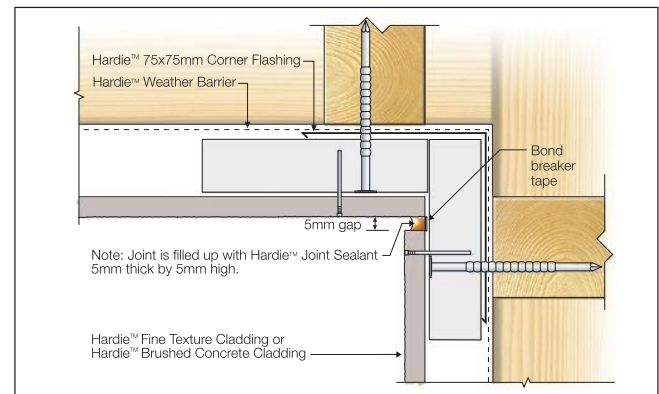 Hardie™ 75x75mm Corner Flashing
Hardie™ Weather Barrier
Bond
breaker
tape
5mm gap
Note: Joint is filled up with Hardie™ Joint Sealant
5mm thick by 5mm high.
Hardie™ Fine Texture Cladding or
Hardie™ Brushed Concrete Cladding